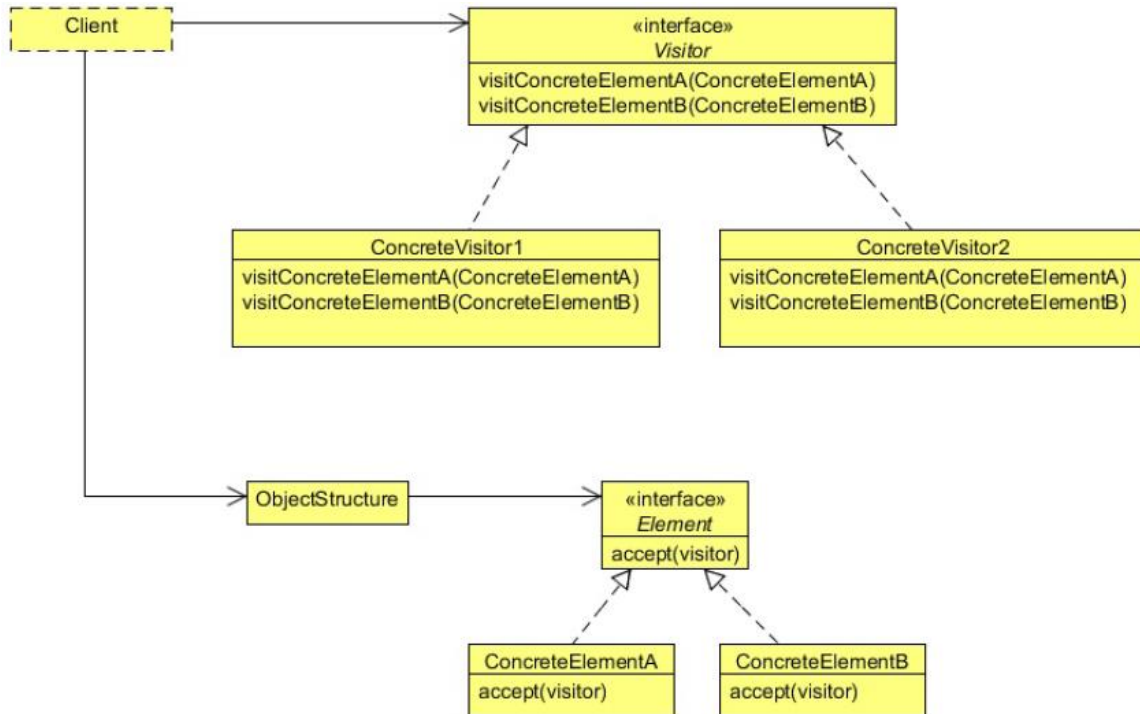 Client
«interface»
Visitor
visitConcreteElementA(ConcreteElementA)
visitConcreteElementB(ConcreteElementB)
ConcreteVisitor1
visitConcreteElementA(ConcreteElementA)
visitConcreteElementB(ConcreteElementB)
ConcreteVisitor2
visitConcreteElementA(ConcreteElementA)
visitConcreteElementB(ConcreteElementB)
ObjectStructure
«interface»
Element
accept(visitor)
ConcreteElementA
accept(visitor)
ConcreteElementB
accept(visitor)